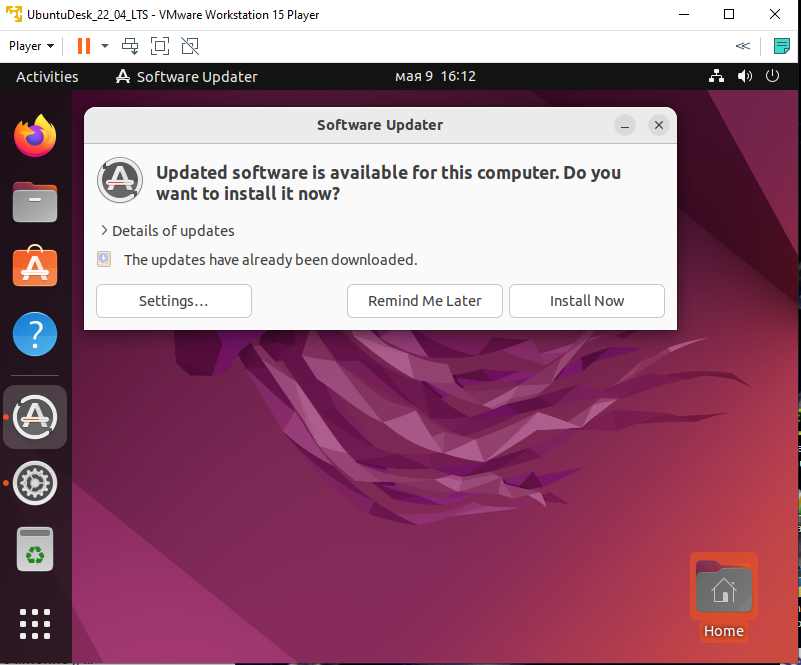 UbuntuDesk_22_04_LTS - VMware Workstation 15 Player
Player
Activities
Software Updater
мая 9 16:12
Software Updater
Updated software is available for this computer. Do you
want to install it now?
Details of updates
The updates have already been downloaded.
Settings…
Remind Me Later
Install Now
Home